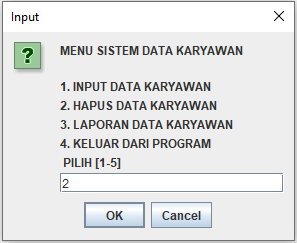 Input
MENU SISTEM DATA KARYAWAN
1. INPUT DATA KARYAWAN
2. HAPUS DATA KARYAWAN
3. LAPORAN DATA KARYAWAN
4. KELUAR DARI PROGRAM
PILIH [1-5]
2
OK Cancel